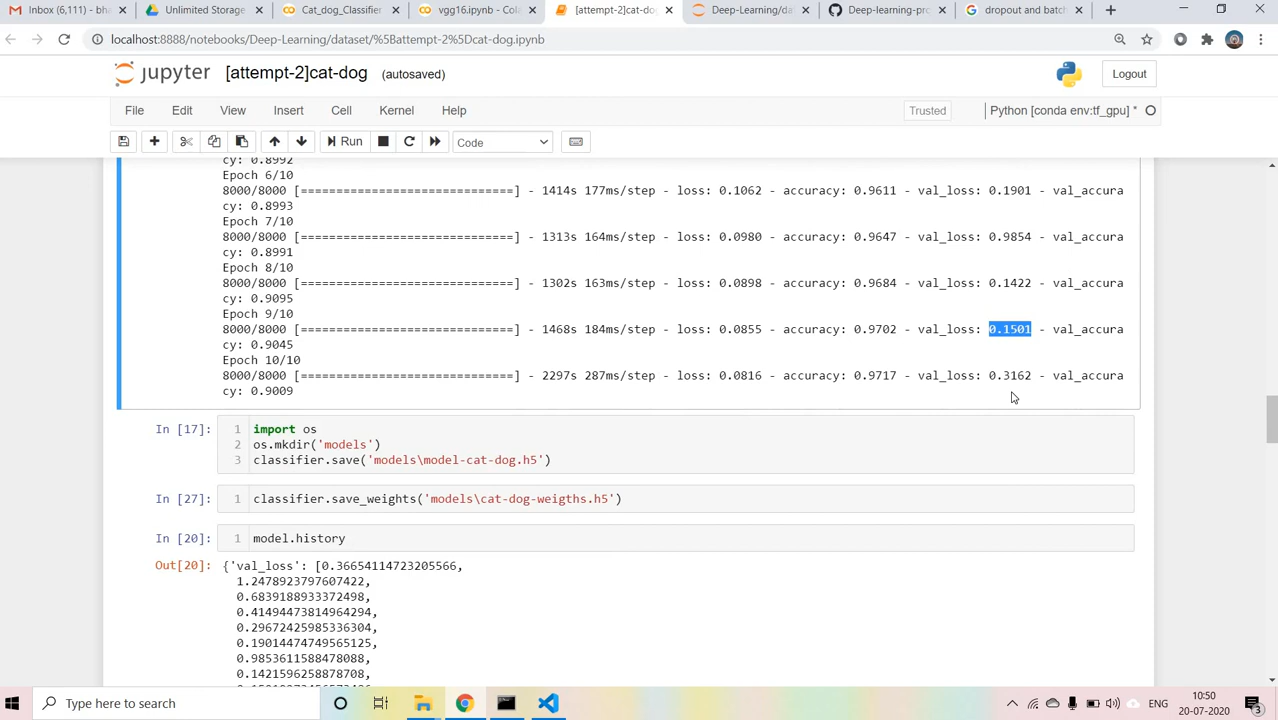 Inbox (6,111) - bha
Unlimited Storage
Cat_dog_Classifier
vgg16.ipynb - Cola
[attempt-2]cat-dog
Deep-Learning/da
Deep-learning-pro
dropout and batch
localhost:8888/notebooks/Deep-Learning/dataset/%5Battempt-2%5Dcat-dog.ipynb
jupyter [attempt-2]cat-dog (autosaved)
Logout
File Edit View Insert Cell Kernel Help
Trusted
Python [conda env:tf_gpu] *
Run
Code
cy: 0.8992
Epoch 6/10
8000/8000 [==============================] - 1414s 177ms/step - loss: 0.1062 - accuracy: 0.9611 - val_loss: 0.1901 - val_accura
cy: 0.8993
Epoch 7/10
8000/8000 [==============================] - 1313s 164ms/step - loss: 0.0980 - accuracy: 0.9647 - val_loss: 0.9854 - val_accura
cy: 0.8991
Epoch 8/10
8000/8000 [==============================] - 1302s 163ms/step - loss: 0.0898 - accuracy: 0.9684 - val_loss: 0.1422 - val_accura
cy: 0.9095
Epoch 9/10
8000/8000 [==============================] - 1468s 184ms/step - loss: 0.0855 - accuracy: 0.9702 - val_loss: 0.1501 - val_accura
cy: 0.9045
Epoch 10/10
8000/8000 [==============================] - 2297s 287ms/step - loss: 0.0816 - accuracy: 0.9717 - val_loss: 0.3162 - val_accura
cy: 0.9009
In [17]: 1 import os
2 os.mkdir('models')
3 classifier.save('models\model-cat-dog.h5')
In [27]: 1 classifier.save_weights('models\cat-dog-weigths.h5')
In [20]: 1 model.history
Out[20]: {'val_loss': [0.36654114723205566,
1.2478923797607422,
0.6839188933372498,
0.41494473814964294,
0.29672425985336304,
0.19014474749565125,
0.9853611588478088,
0.1421596258878708,
Type here to search
ENG
10:50
20-07-2020
3